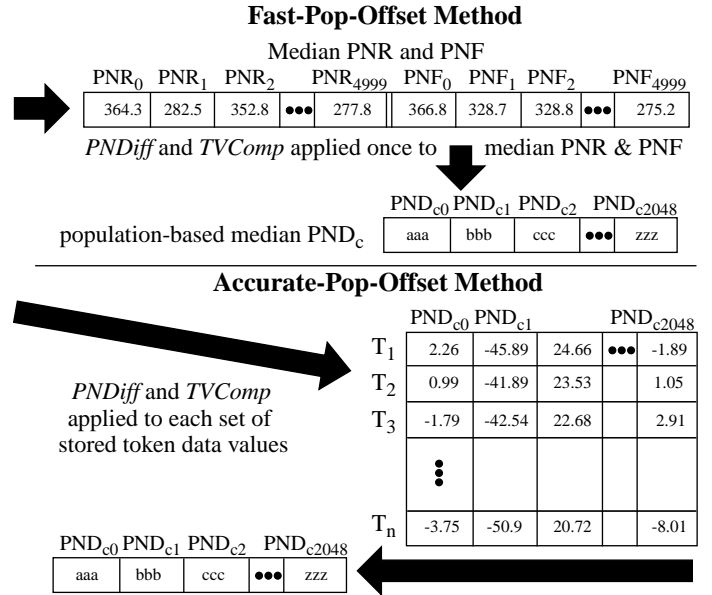 Fast-Pop-Offset Method
Median PNR and PNF
PNR0 PNR1 PNR2 PNR4999 PNF0 PNF1 PNF2 PNF4999
364.3 282.5 352.8 ●●● 277.8 366.8 328.7 328.8 ●●● 275.2
PNDiff and TVComp applied once to median PNR & PNF
PNDc0 PNDc1 PNDc2 PNDc2048
population-based median PNDc aaa bbb ccc ●●● zzz
Accurate-Pop-Offset Method
PNDc0 PNDc1 PNDc2048
T1 2.26 -45.89 24.66 ●●● -1.89
T2 0.99 -41.89 23.53 1.05
T3 -1.79 -42.54 22.68 2.91
Tn -3.75 -50.9 20.72 -8.01
PNDiff and TVComp
applied to each set of
stored token data values
PNDc0 PNDc1 PNDc2 PNDc2048
aaa bbb ccc ●●● zzz